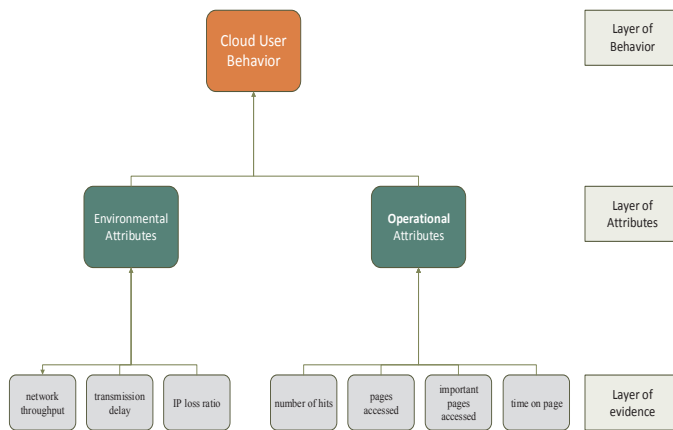 Cloud User
Behavior
Layer of
Behavior
Environmental
Attributes
Operational
Attributes
Layer of
Attributes
network
throughput
transmission
delay
IP loss ratio
number of hits
pages
accessed
important
pages
accessed
time on page
Layer of
evidence